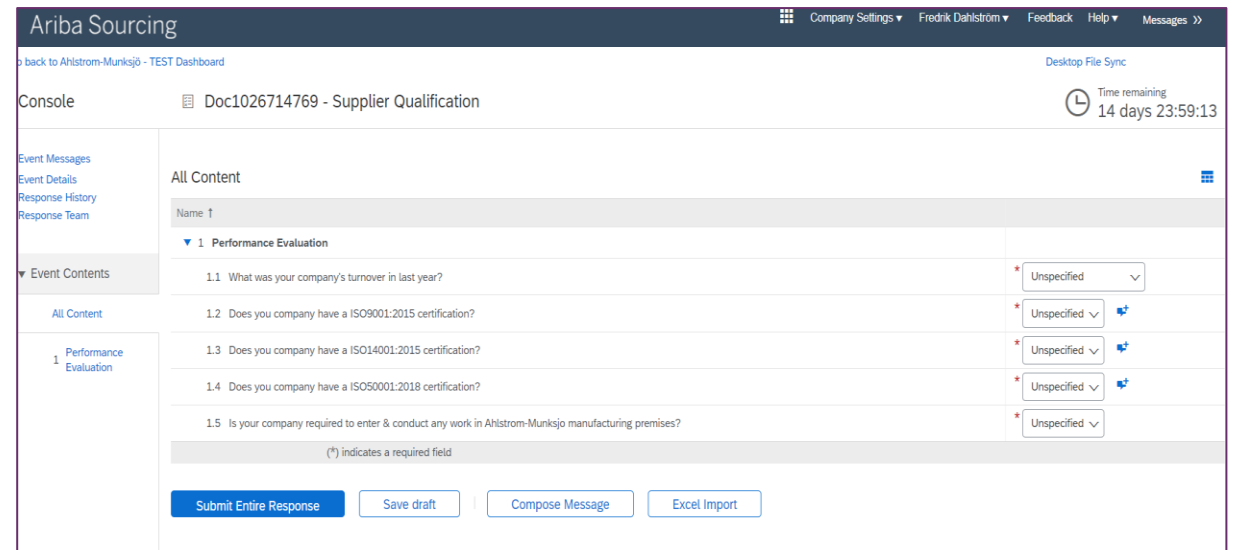 Ariba Sourcing
Company Settings ▾ Fredrik Dahlström ▾ Feedback Help ▾ Messages »
back to Ahlstrom-Munksjö - TEST Dashboard
Desktop File Sync
Console
Doc1026714769 - Supplier Qualification
Time remaining
14 days 23:59:13
Event Messages
Event Details
Response History
Response Team
▼ Event Contents
All Content
1 Performance
Evaluation
All Content
Name ↑
▼ 1 Performance Evaluation
1.1 What was your company's turnover in last year? * Unspecified
1.2 Does you company have a ISO9001:2015 certification? * Unspecified
1.3 Does you company have a ISO14001:2015 certification? * Unspecified
1.4 Does you company have a ISO50001:2018 certification? * Unspecified
1.5 Is your company required to enter & conduct any work in Ahlstrom-Munksjo manufacturing premises? * Unspecified
(*) indicates a required field
Submit Entire Response Save draft Compose Message Excel Import